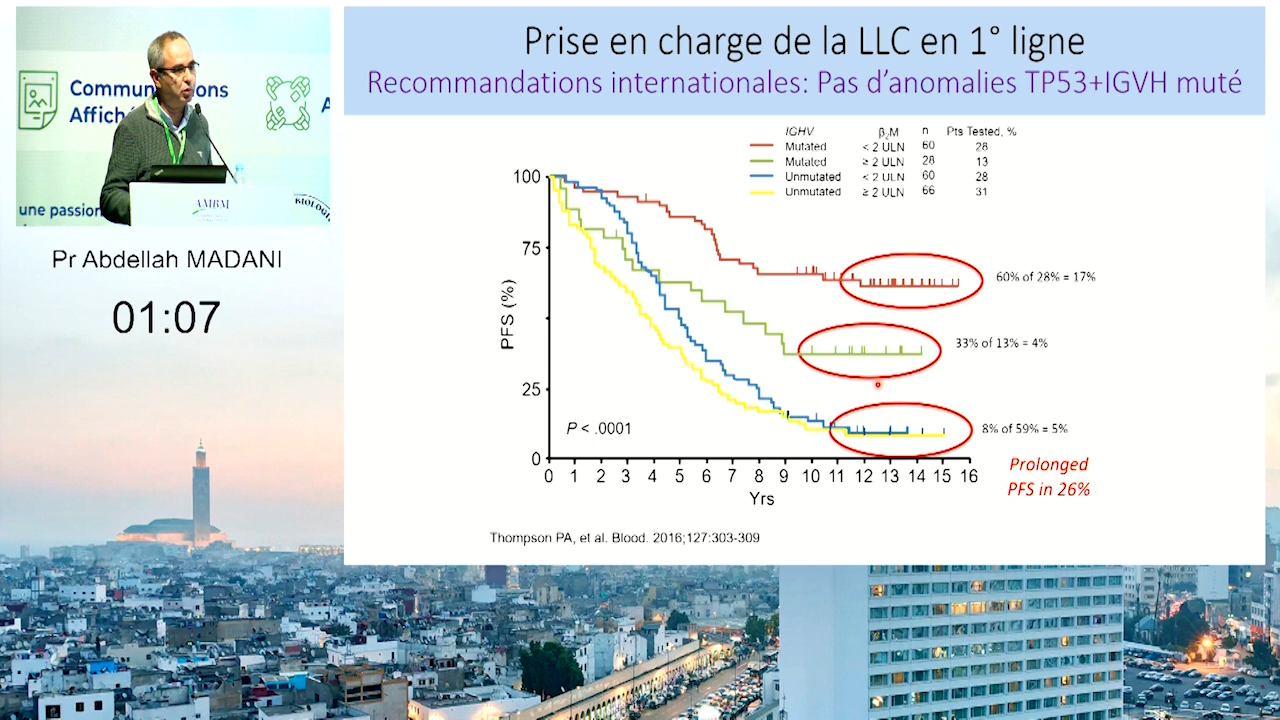 Communications
Affich
une passion
AMBM
BIOLOGI
Pr Abdellah MADANI
01:07
Prise en charge de la LLC en 1° ligne
Recommandations internationales: Pas d'anomalies TP53+IGVH muté
IGHV β2M n Pts Tested, %
Mutated < 2 ULN 60 28
Mutated ≥ 2 ULN 28 13
Unmutated < 2 ULN 60 28
Unmutated ≥ 2 ULN 66 31
100
75
25
0
PFS (%)
60% of 28% = 17%
33% of 13% = 4%
8% of 59% = 5%
P < .0001
0 1 2 3 4 5 6 7 8 9 10 11 12 13 14 15 16
Yrs
Prolonged
PFS in 26%
Thompson PA, et al. Blood. 2016;127:303-309